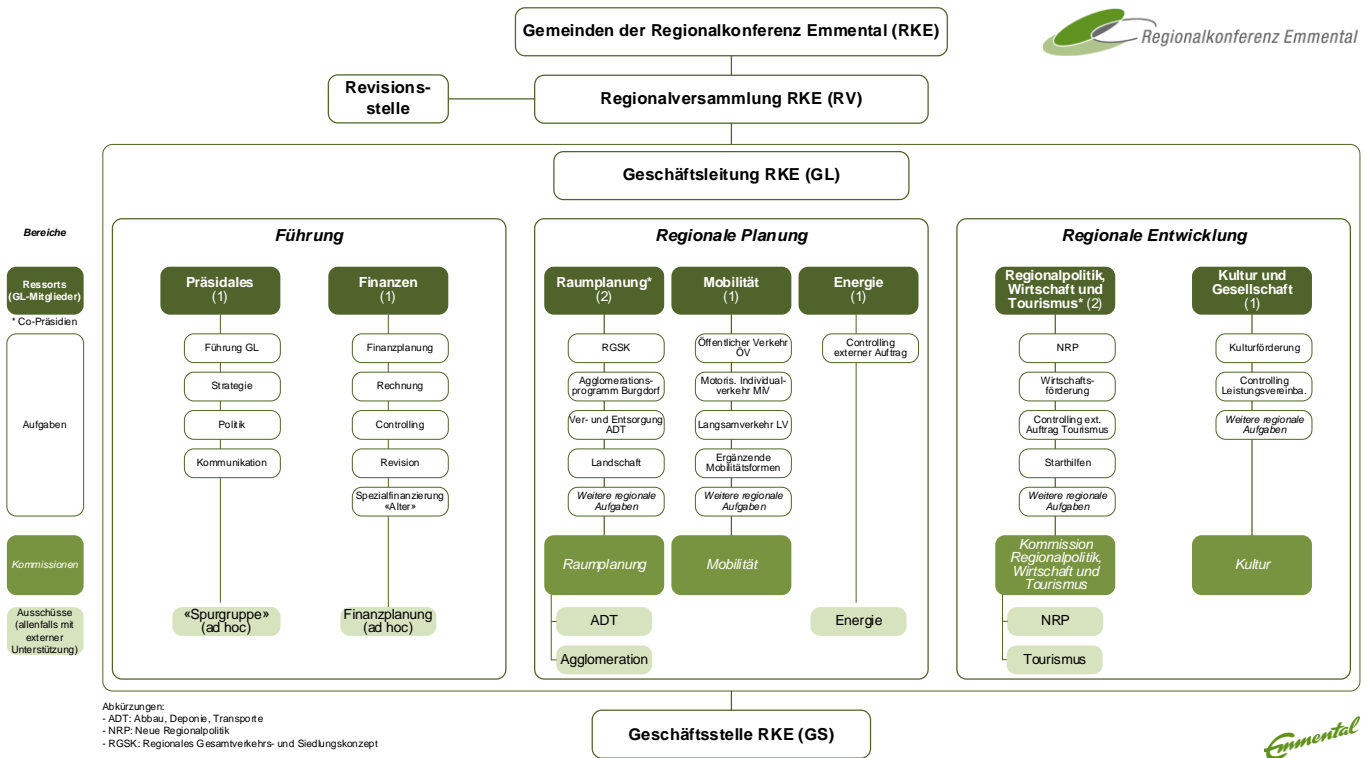 Gemeinden der Regionalkonferenz Emmental (RKE)
Regionalkonferenz Emmental
Revisions-
stelle
Regionalversammlung RKE (RV)
Geschäftsleitung RKE (GL)
Bereiche
Führung
Regionale Planung
Regionale Entwicklung
Ressorts
(GL-Mitglieder)
* Co-Präsidien
Präsidales
(1)
Finanzen
(1)
Raumplanung*
(2)
Mobilität
(1)
Energie
(1)
Regionalpolitik,
Wirtschaft und
Tourismus* (2)
Kultur und
Gesellschaft
(1)
Aufgaben
Führung GL
Strategie
Politik
Kommunikation
Finanzplanung
Rechnung
Controlling
Revision
Spezialfinanzierung
«Alter»
RGSK
Agglomerations-
programm Burgdorf
Ver- und Entsorgung
ADT
Landschaft
Weitere regionale
Aufgaben
Öffentlicher Verkehr
ÖV
Motoris. Individual-
verkehr MiV
Langsamverkehr LV
Ergänzende
Mobilitätsformen
Weitere regionale
Aufgaben
Controlling
externer Auftrag
NRP
Wirtschafts-
förderung
Controlling ext.
Auftrag Tourismus
Starthilfen
Weitere regionale
Aufgaben
Kulturförderung
Controlling
Leistungsvereinba.
Weitere regionale
Aufgaben
Kommissionen
Raumplanung
Mobilität
Kommission
Regionalpolitik,
Wirtschaft und
Tourismus
Kultur
Ausschüsse
(allenfalls mit
externer
Unterstützung)
«Spurgruppe»
(ad hoc)
Finanzplanung
(ad hoc)
ADT
Agglomeration
Energie
NRP
Tourismus
Abkürzungen:
- ADT: Abbau, Deponie, Transporte
- NRP: Neue Regionalpolitik
- RGSK: Regionales Gesamtverkehrs- und Siedlungskonzept
Geschäftsstelle RKE (GS)
Emmental